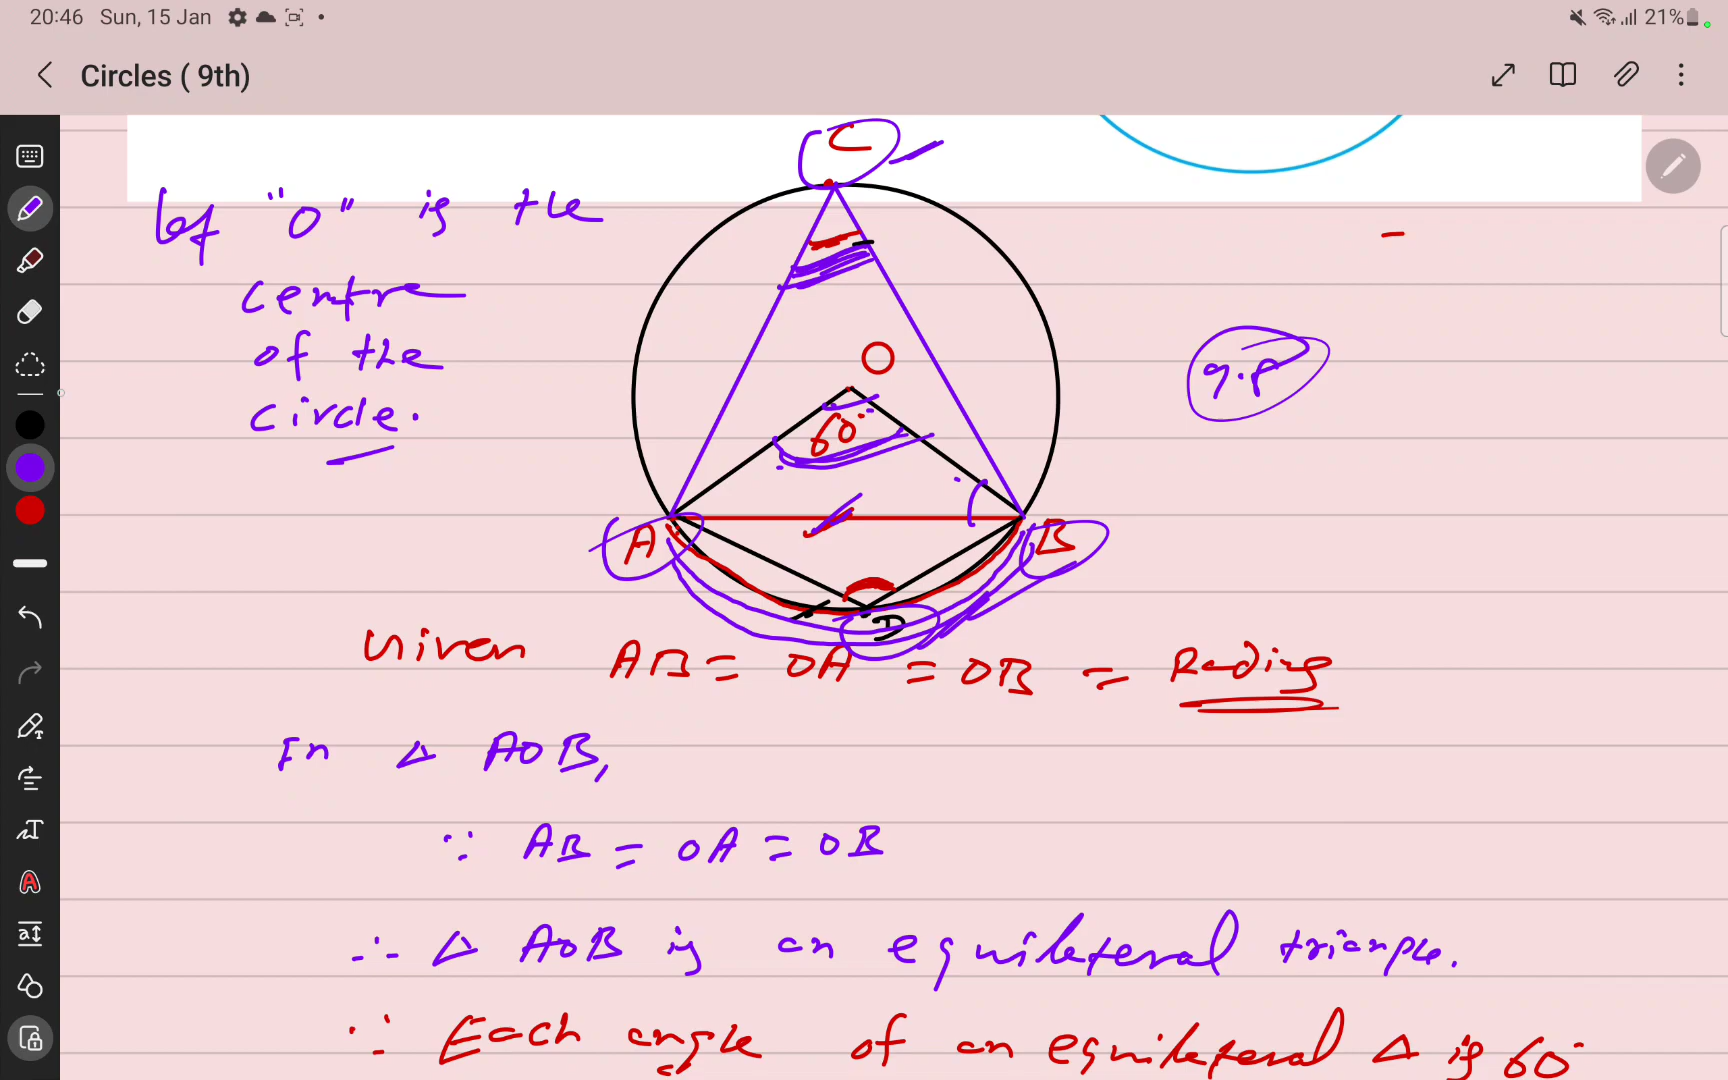 20:46 Sun, 15 Jan
21%
Circles ( 9th)
C
let "O" is the
centre
of the
circle.
O
60°
9.P
A
B
D
Given AB = OA = OB = Radius
In △ AOB,
∵ AB = OA = OB
∴ △ AOB is an equilateral triangle.
∵ Each angle of an equilateral △ is 60°